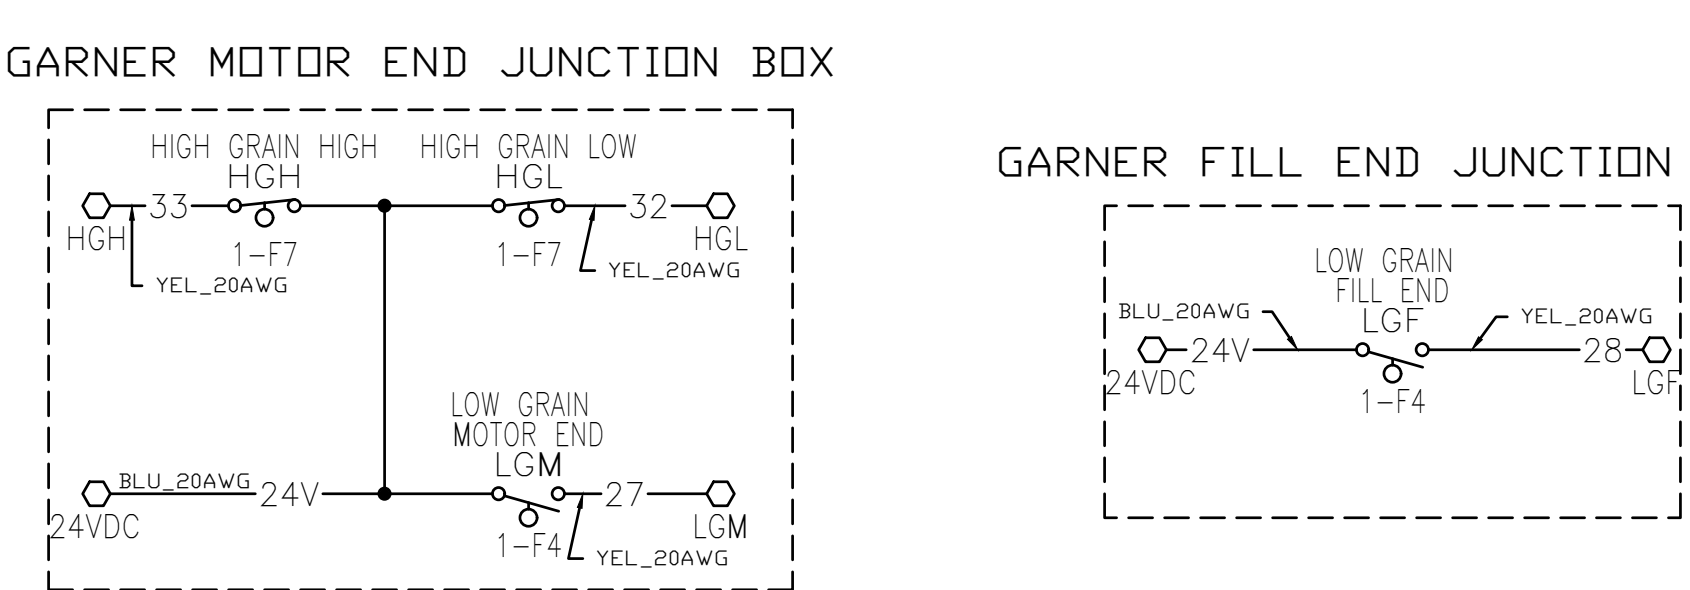 GARNER MOTOR END JUNCTION BOX
HIGH GRAIN HIGH
HGH
HIGH GRAIN LOW
HGL
33
32
HGH
HGL
1-F7
1-F7
YEL_20AWG
YEL_20AWG
LOW GRAIN
MOTOR END
LGM
BLU_20AWG
24V
27
24VDC
LGM
1-F4
YEL_20AWG
GARNER FILL END JUNCTION
LOW GRAIN
FILL END
LGF
BLU_20AWG
YEL_20AWG
24V
28
24VDC
LGF
1-F4